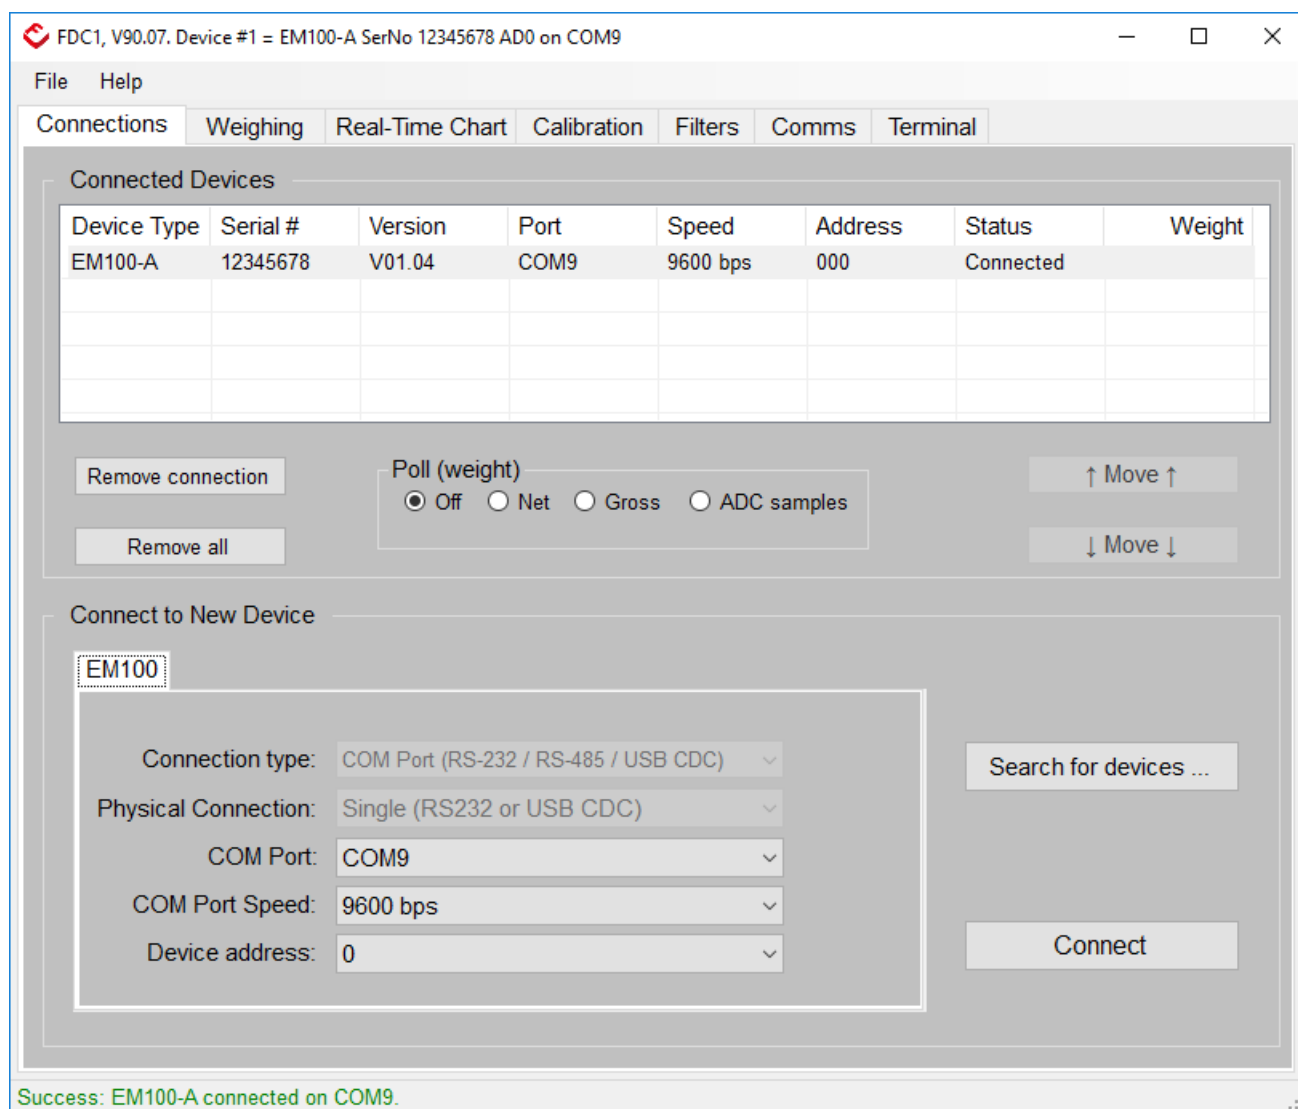 FDC1, V90.07. Device #1 = EM100-A SerNo 12345678 AD0 on COM9
File Help
Connections Weighing Real-Time Chart Calibration Filters Comms Terminal
Connected Devices
Device Type Serial # Version Port Speed Address Status Weight
EM100-A 12345678 V01.04 COM9 9600 bps 000 Connected
Remove connection
Poll (weight)
Off Net Gross ADC samples
↑ Move ↑
Remove all
↓ Move ↓
Connect to New Device
EM100
Connection type: COM Port (RS-232 / RS-485 / USB CDC)
Search for devices ...
Physical Connection: Single (RS232 or USB CDC)
COM Port: COM9
COM Port Speed: 9600 bps
Device address: 0
Connect
Success: EM100-A connected on COM9.